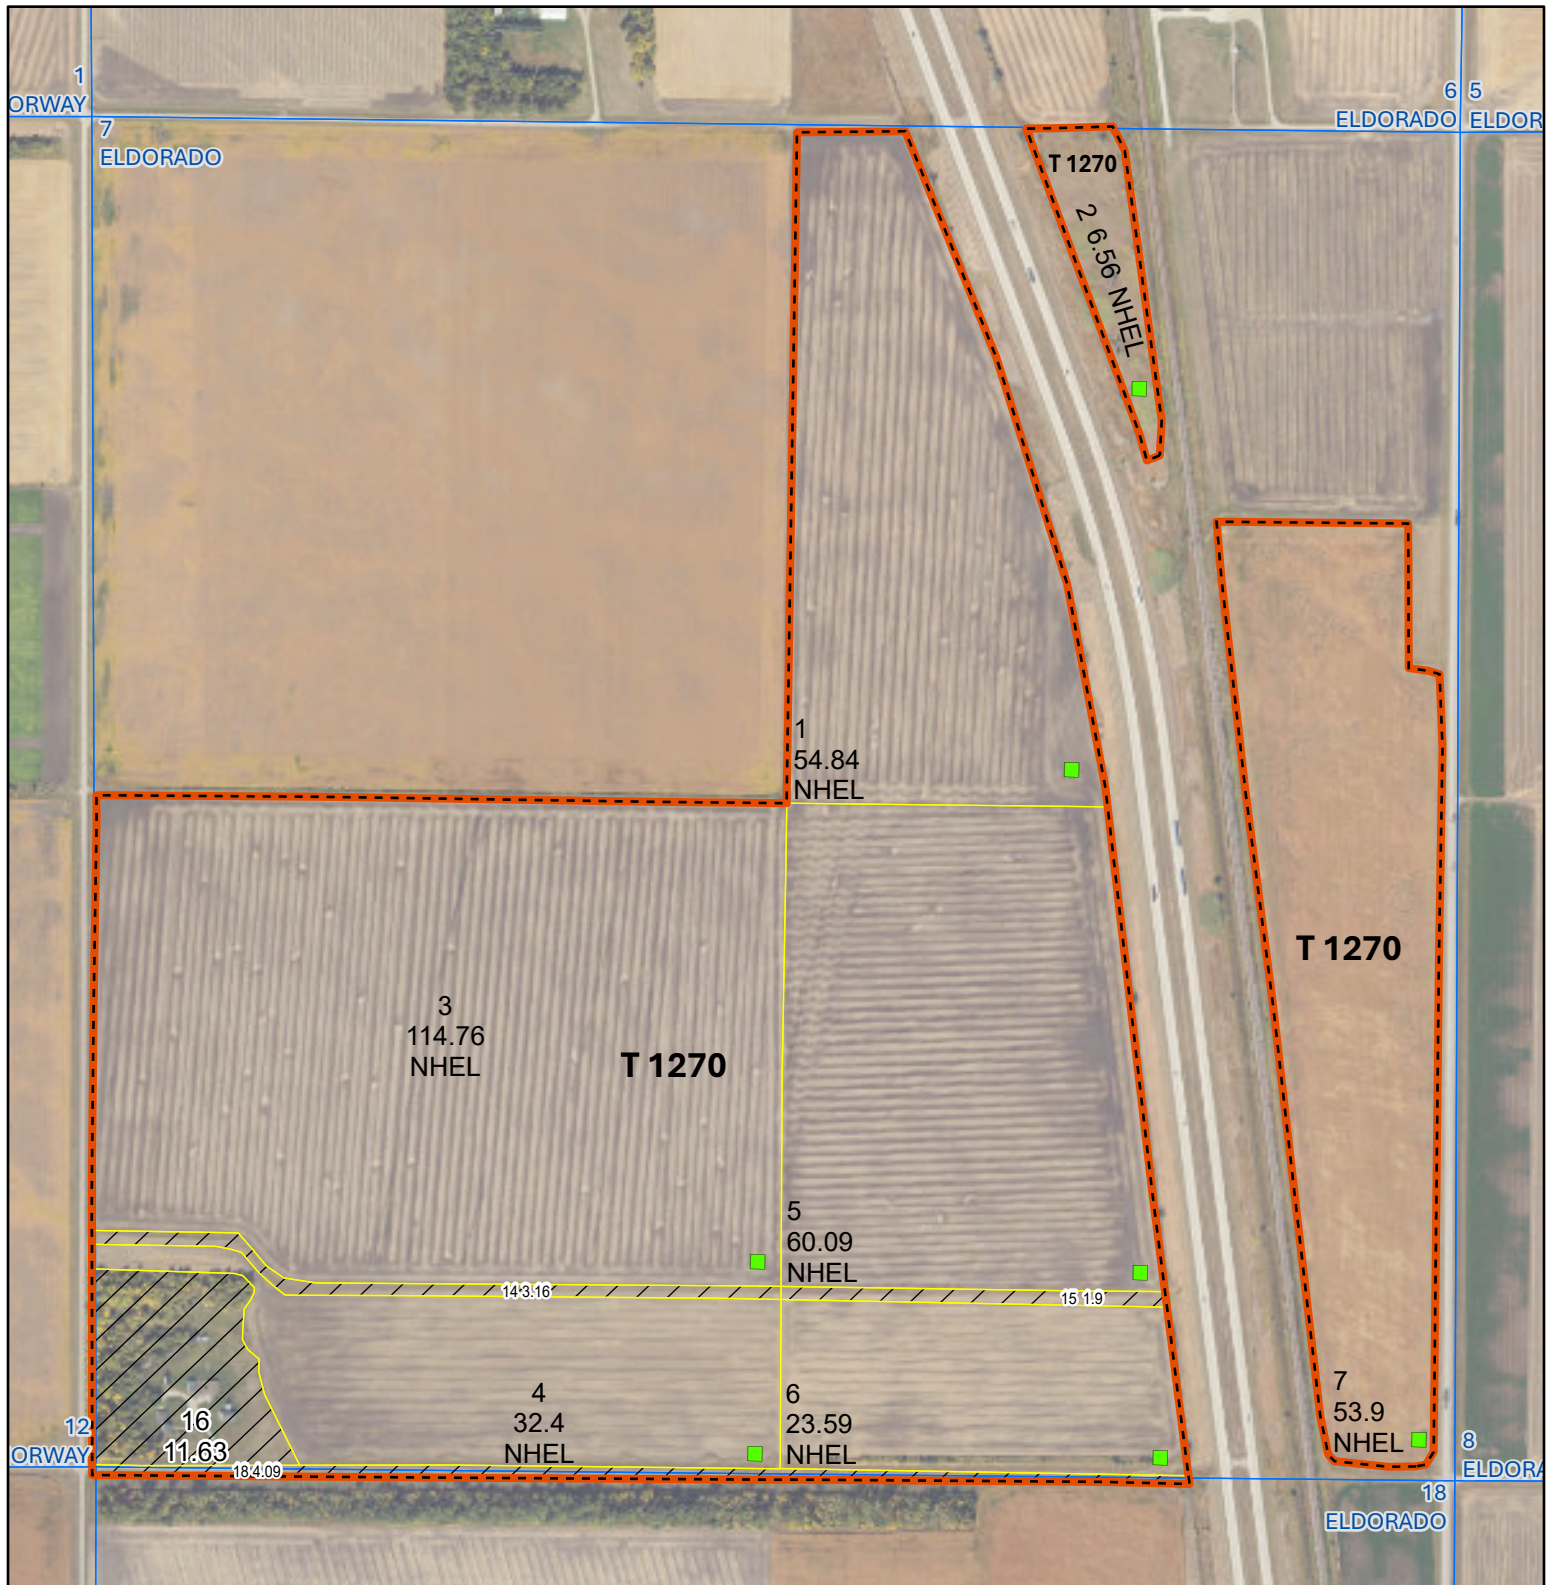 1
ORWAY
7
ELDORADO
6 5
ELDORADO ELDOR
T 1270
2 6.56 NHEL
1
54.84
NHEL
T 1270
3
114.76
NHEL
T 1270
5
60.09
NHEL
14 3.16
15 1.9
4
32.4
NHEL
6
23.59
NHEL
7
53.9
NHEL
16
11.63
12
ORWAY
18 4.09
8
ELDORA
18
ELDORADO